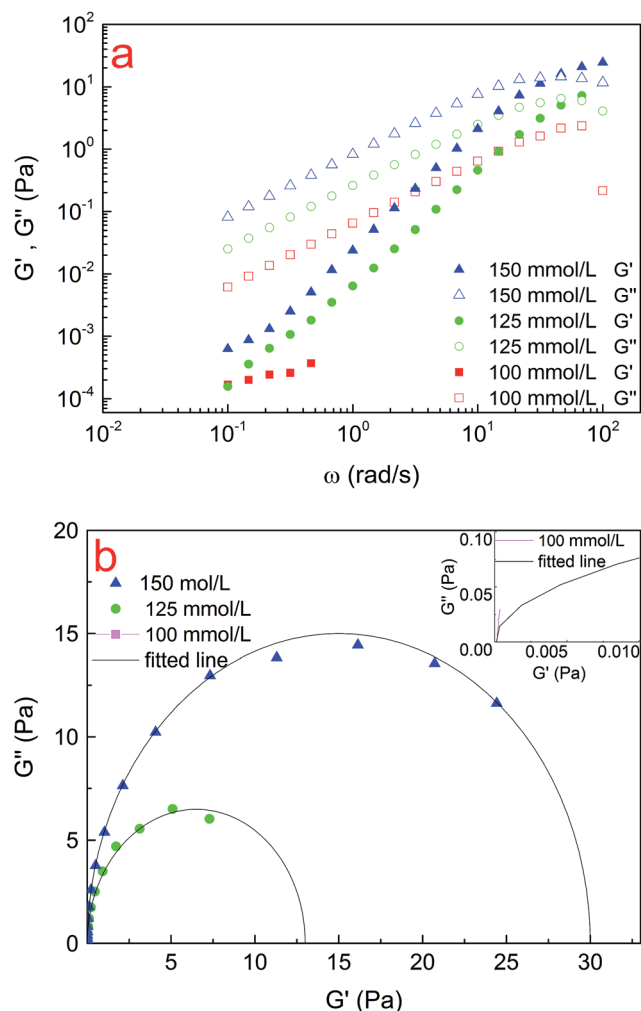 a
G' , G'' (Pa)
10²
10¹
10⁰
10⁻¹
10⁻²
10⁻³
10⁻⁴
150 mmol/L G'
150 mmol/L G''
125 mmol/L G'
125 mmol/L G''
100 mmol/L G'
100 mmol/L G''
10⁻² 10⁻¹ 10⁰ 10¹ 10²
ω (rad/s)
b
G'' (Pa)
20
15
10
5
0
150 mol/L
125 mmol/L
100 mmol/L
fitted line
0.10
0.05
0.00
G'' (Pa)
100 mmol/L
fitted line
0.005 0.010
G' (Pa)
5 10 15 20 25 30
G' (Pa)